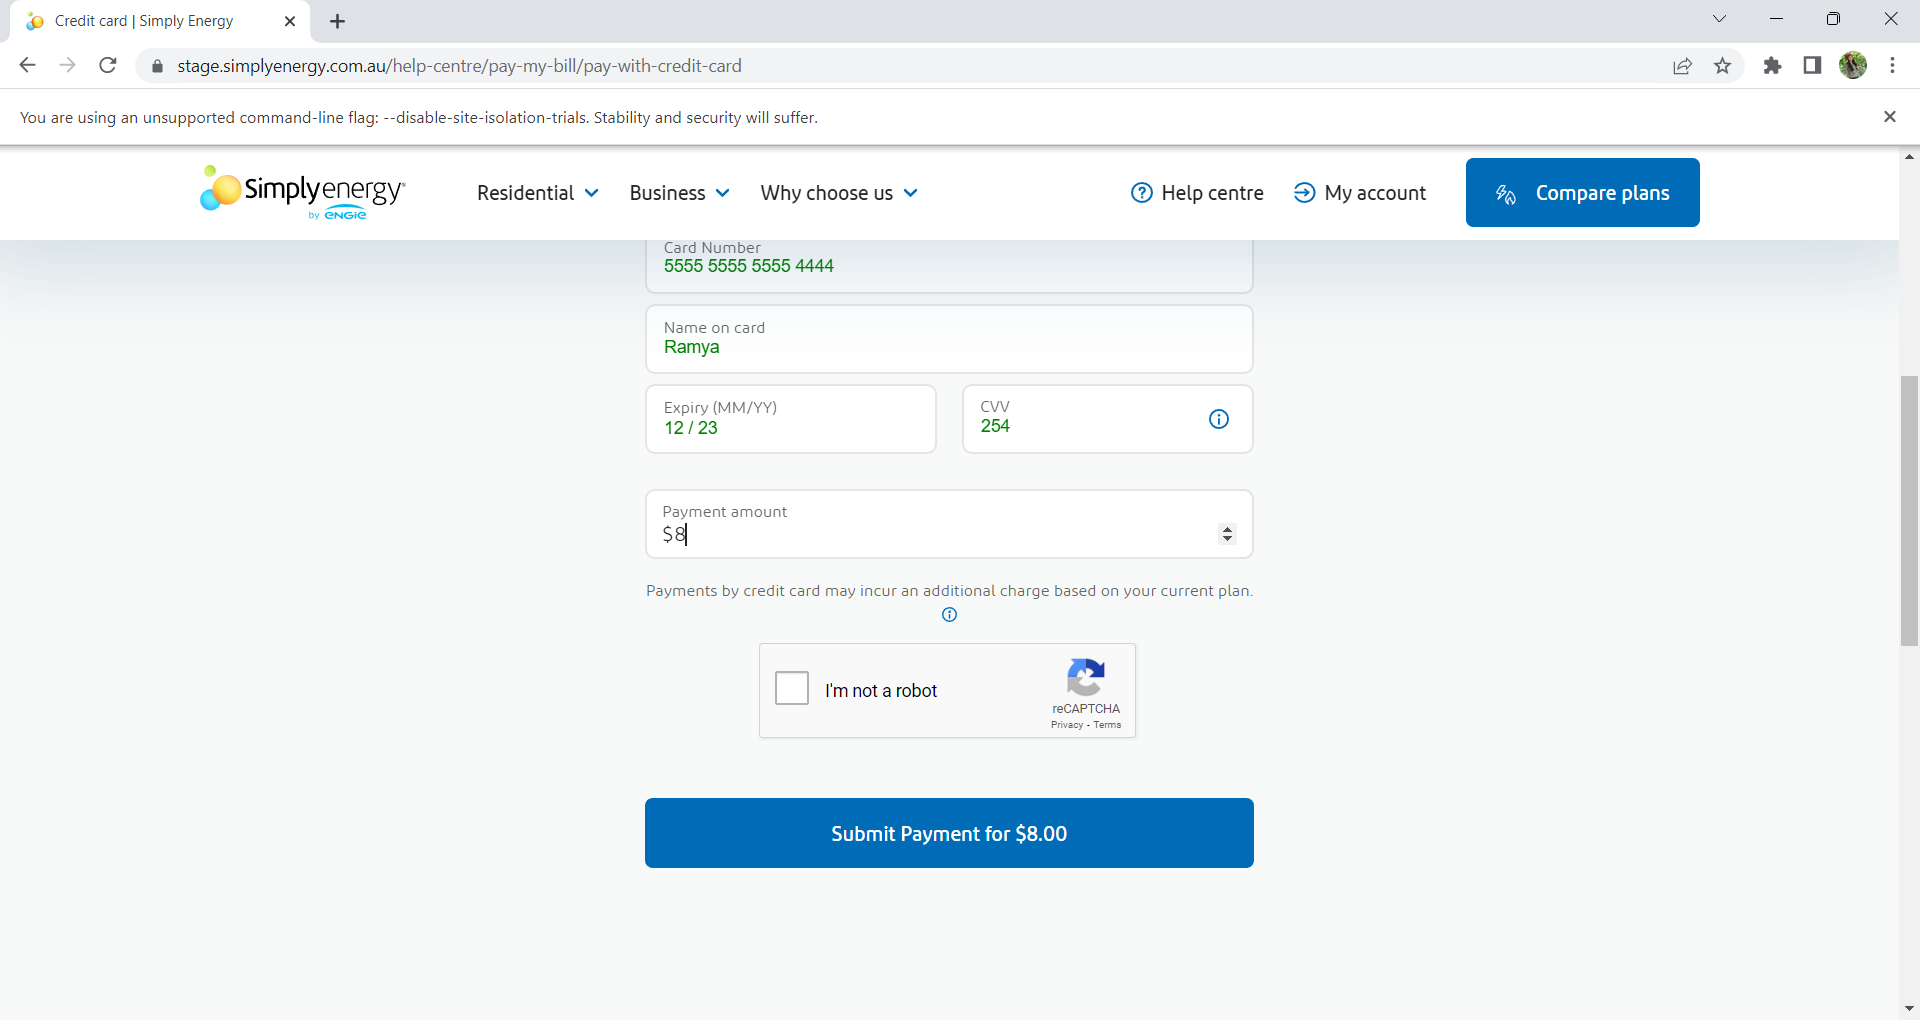 Credit card | Simply Energy
stage.simplyenergy.com.au/help-centre/pay-my-bill/pay-with-credit-card
You are using an unsupported command-line flag: --disable-site-isolation-trials. Stability and security will suffer.
Simplyenergy
by ENGIE
Residential
Business
Why choose us
Help centre
My account
Compare plans
Card Number
5555 5555 5555 4444
Name on card
Ramya
Expiry (MM/YY)
12 / 23
CVV
254
Payment amount
$8
Payments by credit card may incur an additional charge based on your current plan.
I'm not a robot
reCAPTCHA
Privacy - Terms
Submit Payment for $8.00